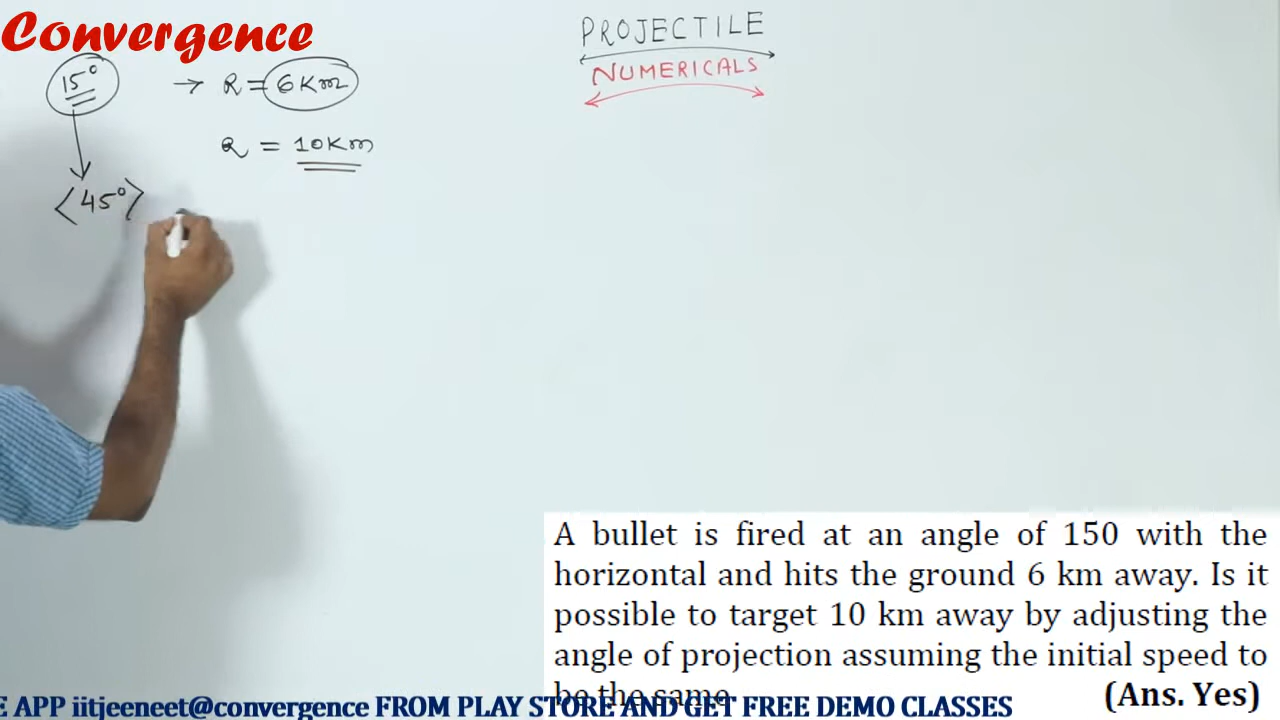 Convergence
PROJECTILE
NUMERICALS
15° → R = 6Km
R = 10Km
<45°>
A bullet is fired at an angle of 150 with the
horizontal and hits the ground 6 km away. Is it
possible to target 10 km away by adjusting the
angle of projection assuming the initial speed to
be the same
(Ans. Yes)
E APP iitjeeneet@convergence FROM PLAY STORE AND GET FREE DEMO CLASSES